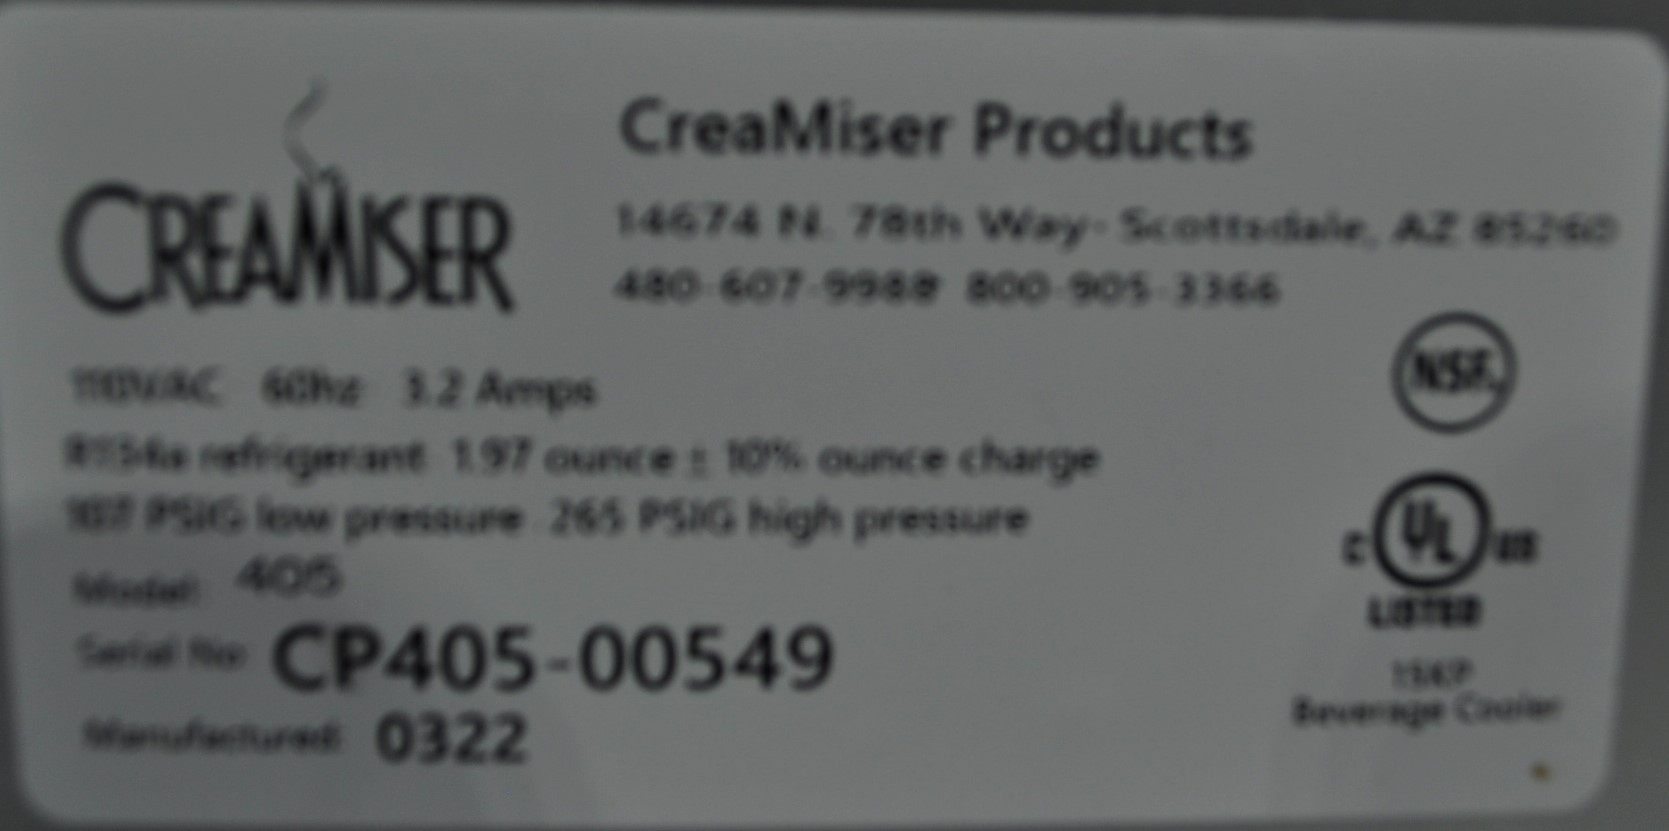 CREAMISER
CreaMiser Products
14674 N. 78th Way- Scottsdale, AZ 85260
480-607-9988 800-905-3366
NSF.
110VAC 60hz 3.2 Amps
R134a refrigerant 1.97 ounce ± 10% ounce charge
107 PSIG low pressure 265 PSIG high pressure
C UL US
LISTED
Model: 405
Serial No: CP405-00549
Manufactured: 0322
Beverage Cooler